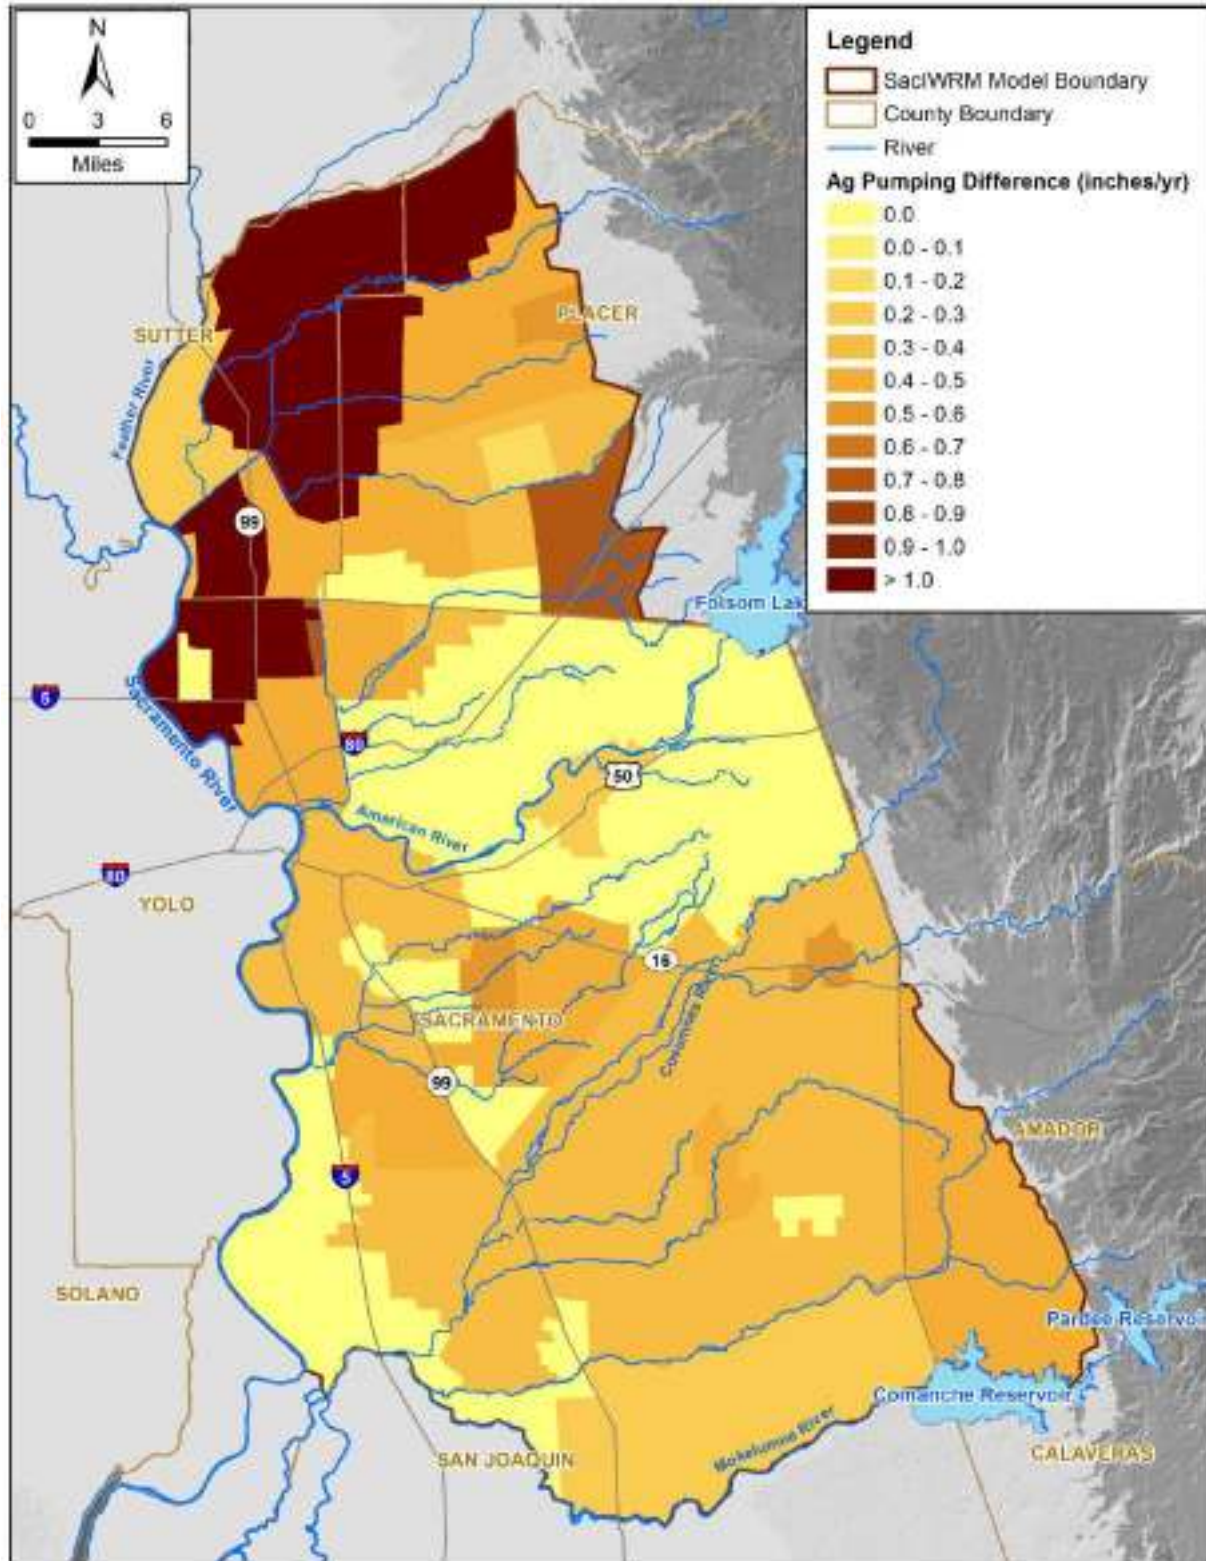 N
0 3 6
Miles
Legend
SacIWRM Model Boundary
County Boundary
River
Ag Pumping Difference (inches/yr)
0.0
0.0 - 0.1
0.1 - 0.2
0.2 - 0.3
0.3 - 0.4
0.4 - 0.5
0.5 - 0.6
0.6 - 0.7
0.7 - 0.8
0.8 - 0.9
0.9 - 1.0
> 1.0
PLACER
SUTTER
Feather River
99
Folsom Lak
5
Sacramento River
80
50
American River
80
YOLO
16
Cosumnes River
SACRAMENTO
99
AMADOR
5
SOLANO
Pardee Reservoir
Comanche Reservoir
Mokelumne River
SAN JOAQUIN
CALAVERAS